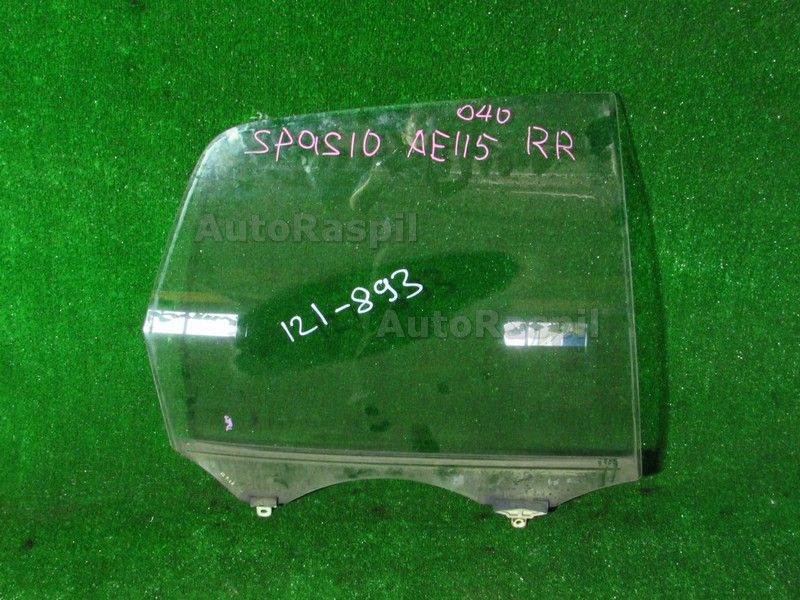 040
SPASIO AE115 RR
AutoRaspil
121-893
AutoRaspil